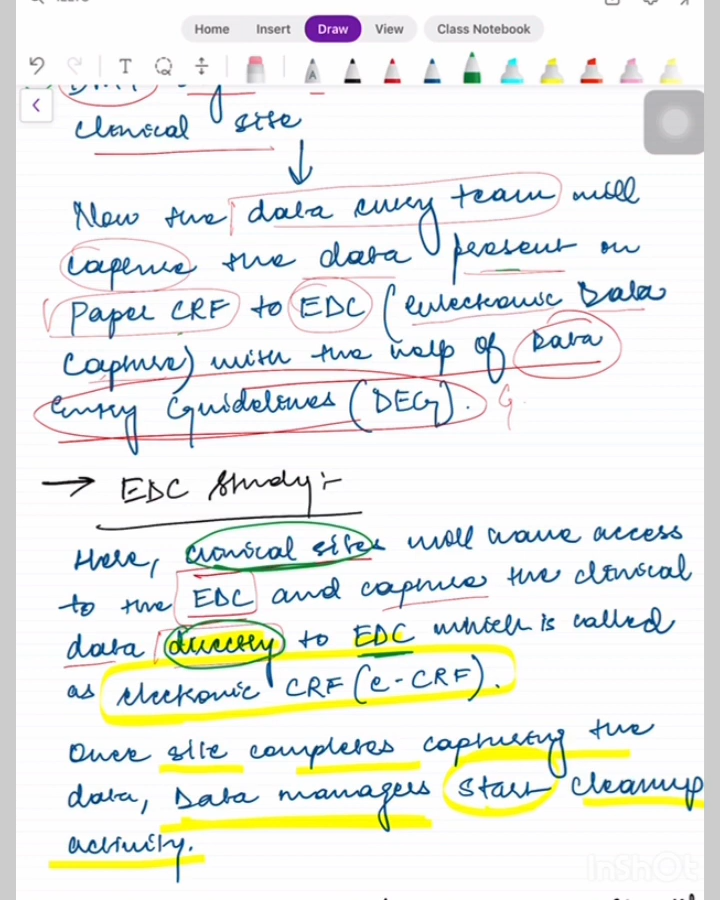 Home Insert Draw View Class Notebook
T
A
clinical site
Now the data entry team will
capture the data present on
Paper CRF to EDC (electronic Data
Capture) with the help of Data
Entry Guidelines (DEG). G
→ EDC Study:-
Here, clinical sites will have access
to the EDC and capture the clinical
data directly to EDC which is called
as electronic CRF (e-CRF).
Once site completes capturing the
data, Data managers start cleanup
activity.
InShOt